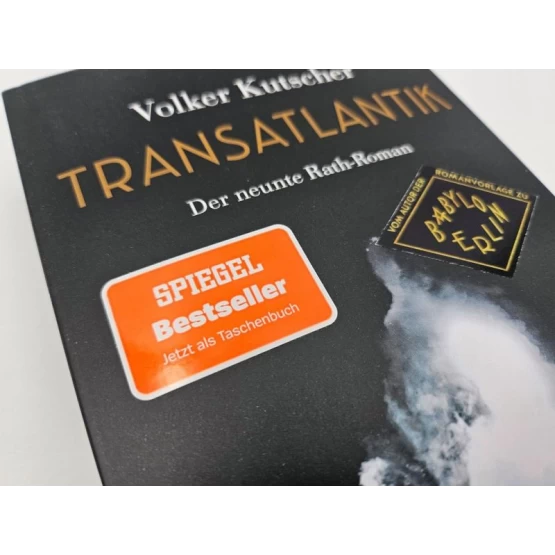 Volker Kutscher
TRANSATLANTIK
Der neunte Rath-Roman
VOM AUTOR DER
ROMANVORLAGE ZU
BABYLON
BERLIN
SPIEGEL
Bestseller
Jetzt als Taschenbuch